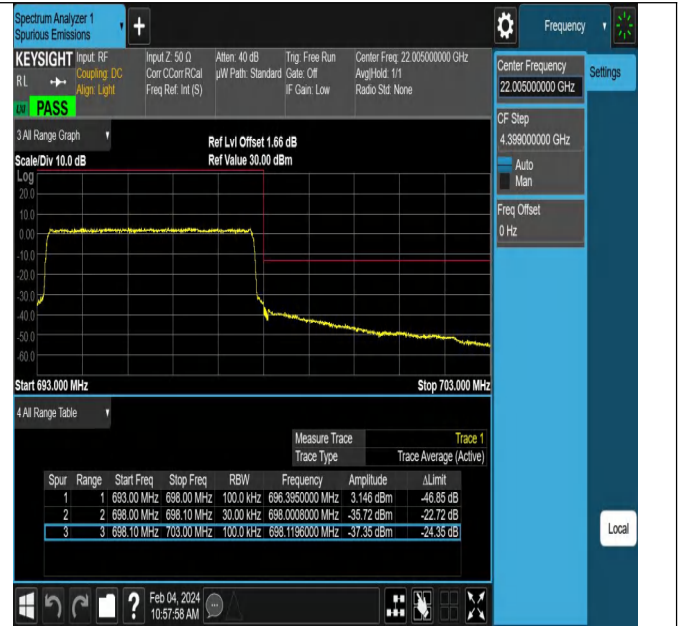 Spectrum Analyzer 1
Spurious Emissions
Frequency
KEYSIGHT
RL
Input: RF
Coupling: DC
Align: Light
Input Z: 50 Ω
Corr CCorr RCal
Freq Ref: Int (S)
Atten: 40 dB
µW Path: Standard
Trig: Free Run
Gate: Off
IF Gain: Low
Center Freq: 22.005000000 GHz
Avg|Hold: 1/1
Radio Std: None
PASS
Center Frequency
22.005000000 GHz
Settings
CF Step
4.399000000 GHz
Auto
Man
Freq Offset
0 Hz
3 All Range Graph
Scale/Div 10.0 dB
Ref Lvl Offset 1.66 dB
Ref Value 30.00 dBm
Log
20.0
10.0
0.00
-10.0
-20.0
-30.0
-40.0
-50.0
-60.0
Start 693.000 MHz
Stop 703.000 MHz
4 All Range Table
Measure Trace Trace 1
Trace Type Trace Average (Active)
Spur Range Start Freq Stop Freq RBW Frequency Amplitude ΔLimit
1 1 693.00 MHz 698.00 MHz 100.0 kHz 696.3950000 MHz 3.146 dBm -46.85 dB
2 2 698.00 MHz 698.10 MHz 30.00 kHz 698.0008000 MHz -35.72 dBm -22.72 dB
3 3 698.10 MHz 703.00 MHz 100.0 kHz 698.1196000 MHz -37.35 dBm -24.35 dB
Local
?
Feb 04, 2024
10:57:58 AM